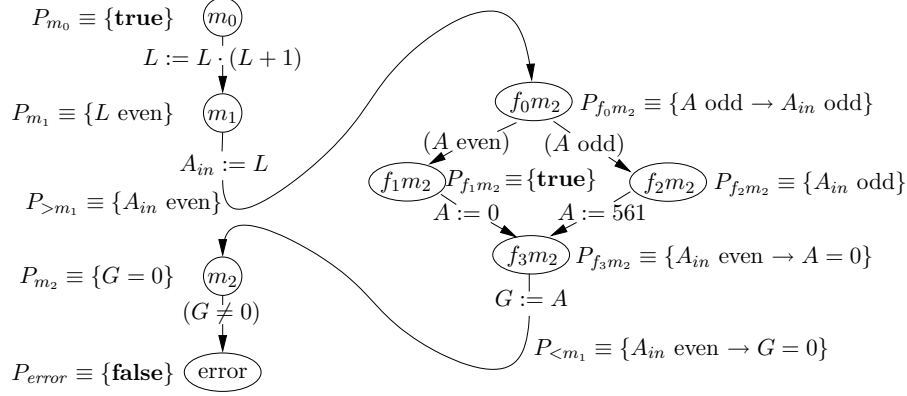 P_{m_0} ≡ {true} m_0
L := L · (L + 1)
P_{m_1} ≡ {L even} m_1
A_{in} := L
P_{>m_1} ≡ {A_{in} even}
P_{m_2} ≡ {G = 0} m_2
(G ≠ 0)
P_{error} ≡ {false} error
f_0m_2 P_{f_0m_2} ≡ {A odd → A_{in} odd}
(A even) (A odd)
f_1m_2 P_{f_1m_2} ≡ {true} f_2m_2 P_{f_2m_2} ≡ {A_{in} odd}
A := 0 A := 561
f_3m_2 P_{f_3m_2} ≡ {A_{in} even → A = 0}
G := A
P_{<m_1} ≡ {A_{in} even → G = 0}